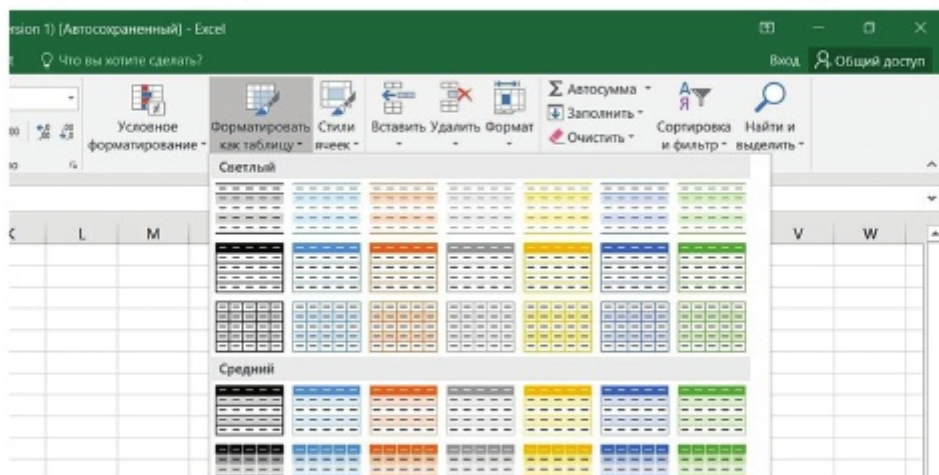 rsion 1) [Автосохраненный] - Excel
Что вы хотите сделать?
Вход
Общий доступ
Условное форматирование
Форматировать как таблицу
Стили ячеек
Вставить
Удалить
Формат
Σ Автосумма
Заполнить
Очистить
Сортировка и фильтр
Найти и выделить
Светлый
L M V W
Средний